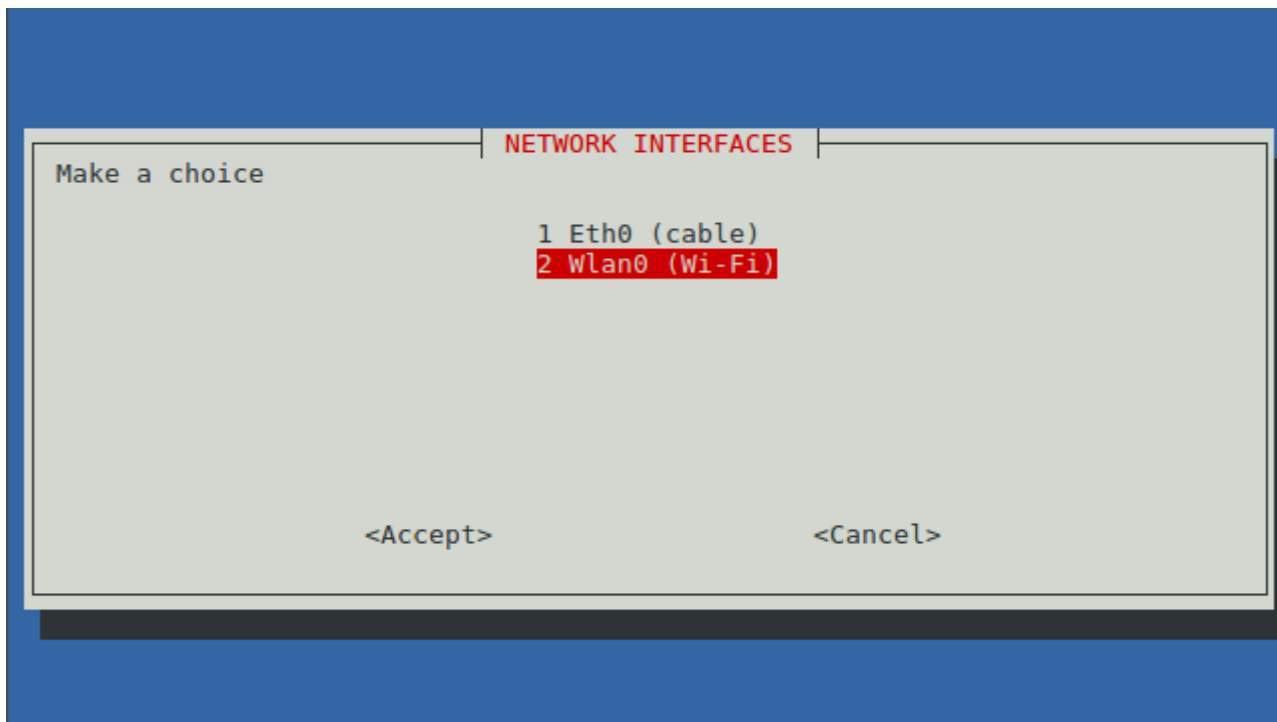 NETWORK INTERFACES
Make a choice
1 Eth0 (cable)
2 Wlan0 (Wi-Fi)
<Accept> <Cancel>